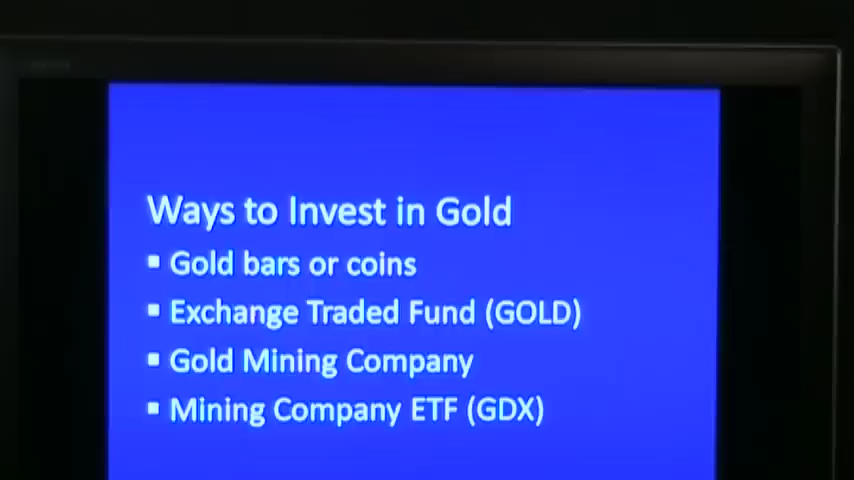 Ways to Invest in Gold
▪ Gold bars or coins
▪ Exchange Traded Fund (GOLD)
▪ Gold Mining Company
▪ Mining Company ETF (GDX)